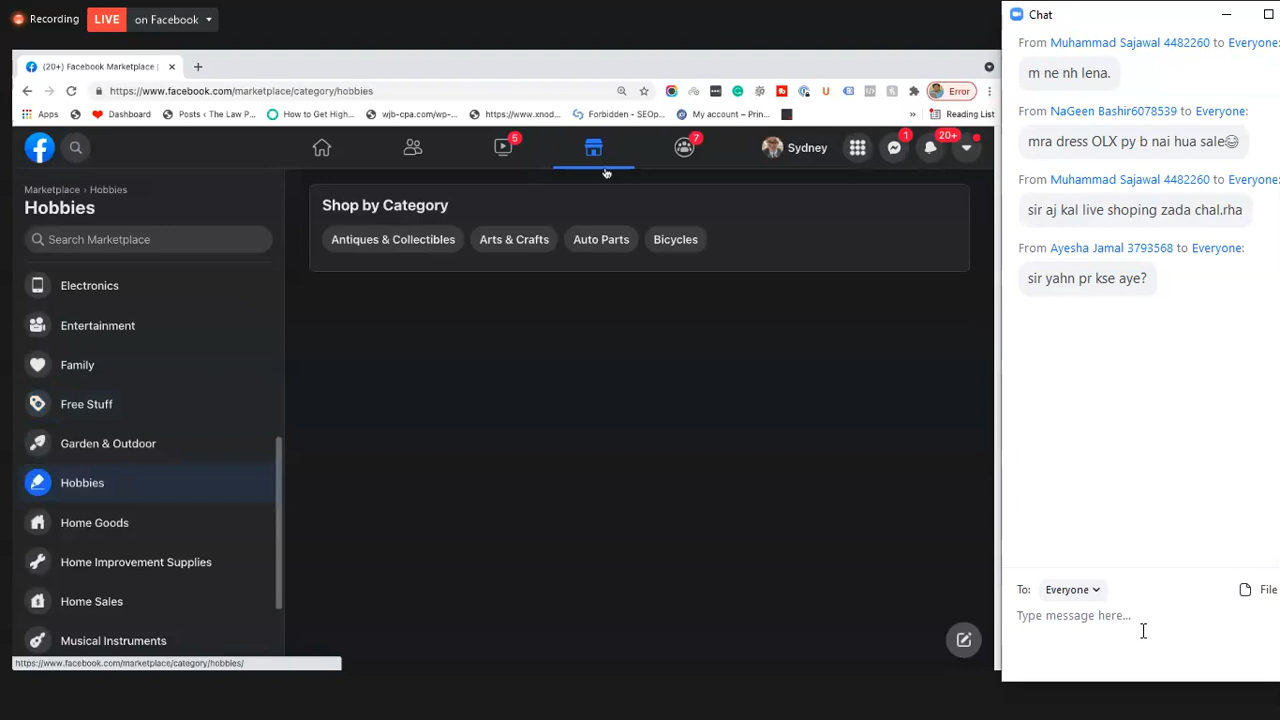 Recording
LIVE on Facebook
(20+) Facebook Marketplace |
https://www.facebook.com/marketplace/category/hobbies
Error
Apps
Dashboard
Posts ‹ The Law P...
How to Get High...
wjb-cpa.com/wp-...
https://www.xnod...
Forbidden - SEOp...
My account – Prin...
»
Reading List
5
7
Sydney
1
20+
Marketplace › Hobbies
Hobbies
Search Marketplace
Electronics
Entertainment
Family
Free Stuff
Garden & Outdoor
Hobbies
Home Goods
Home Improvement Supplies
Home Sales
Musical Instruments
https://www.facebook.com/marketplace/category/hobbies/
Shop by Category
Antiques & Collectibles
Arts & Crafts
Auto Parts
Bicycles
Chat
From Muhammad Sajawal 4482260 to Everyone:
m ne nh lena.
From NaGeen Bashir6078539 to Everyone:
mra dress OLX py b nai hua sale😅
From Muhammad Sajawal 4482260 to Everyone:
sir aj kal live shoping zada chal.rha
From Ayesha Jamal 3793568 to Everyone:
sir yahn pr kse aye?
To: Everyone
File
Type message here...